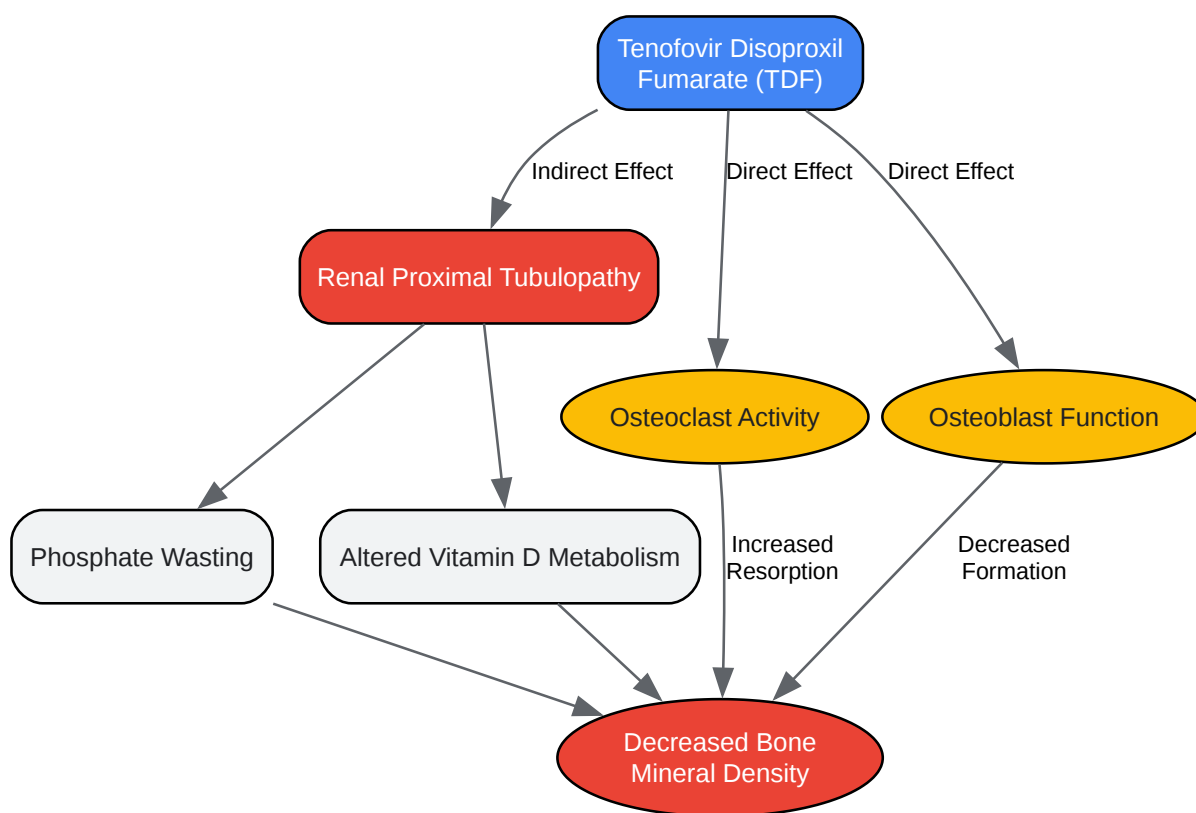 Tenofovir Disoproxil
Fumarate (TDF)
Indirect Effect
Direct Effect
Direct Effect
Renal Proximal Tubulopathy
Osteoclast Activity
Osteoblast Function
Phosphate Wasting
Altered Vitamin D Metabolism
Increased
Resorption
Decreased
Formation
Decreased Bone
Mineral Density